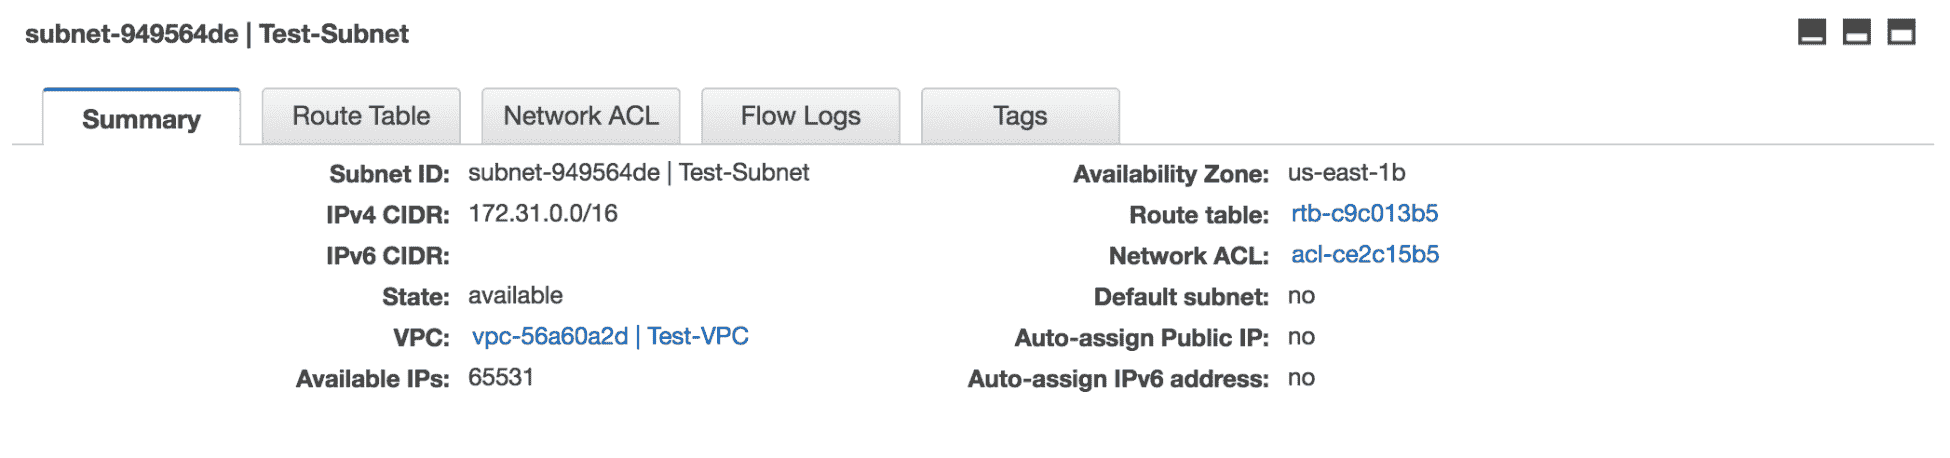 subnet-949564de | Test-Subnet
Summary Route Table Network ACL Flow Logs Tags
Subnet ID: subnet-949564de | Test-Subnet Availability Zone: us-east-1b
IPv4 CIDR: 172.31.0.0/16 Route table: rtb-c9c013b5
IPv6 CIDR: Network ACL: acl-ce2c15b5
State: available Default subnet: no
VPC: vpc-56a60a2d | Test-VPC Auto-assign Public IP: no
Available IPs: 65531 Auto-assign IPv6 address: no